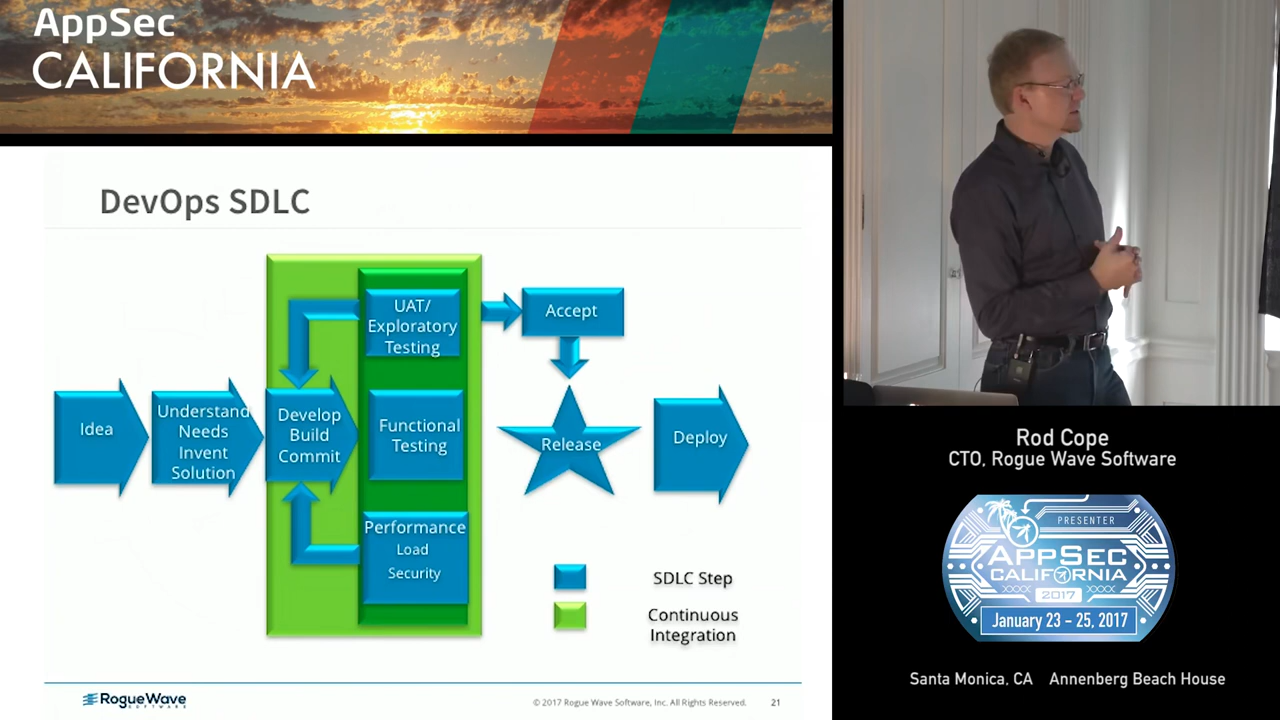 AppSec
CALIFORNIA
DevOps SDLC
UAT/
Exploratory
Testing
Accept
Idea
Understand
Needs
Invent
Solution
Develop
Build
Commit
Functional
Testing
Release
Deploy
Performance
Load
Security
SDLC Step
Continuous
Integration
RogueWave
SOFTWARE
© 2017 Rogue Wave Software, Inc. All Rights Reserved.
21
Rod Cope
CTO, Rogue Wave Software
PRESENTER
APPSEC
CALIFORNIA
2017
January 23 - 25, 2017
Santa Monica, CA Annenberg Beach House